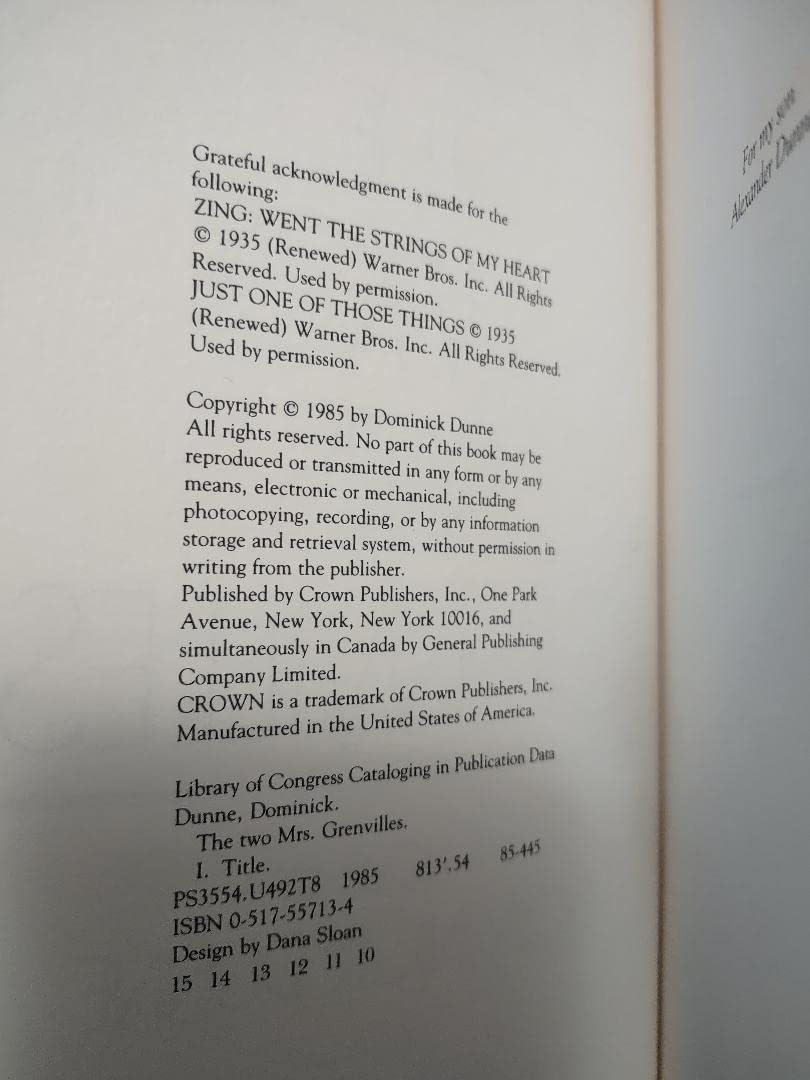 Grateful acknowledgment is made for the
following:
ZING: WENT THE STRINGS OF MY HEART
© 1935 (Renewed) Warner Bros. Inc. All Rights
Reserved. Used by permission.
JUST ONE OF THOSE THINGS © 1935
(Renewed) Warner Bros. Inc. All Rights Reserved.
Used by permission.
Copyright © 1985 by Dominick Dunne
All rights reserved. No part of this book may be
reproduced or transmitted in any form or by any
means, electronic or mechanical, including
photocopying, recording, or by any information
storage and retrieval system, without permission in
writing from the publisher.
Published by Crown Publishers, Inc., One Park
Avenue, New York, New York 10016, and
simultaneously in Canada by General Publishing
Company Limited.
CROWN is a trademark of Crown Publishers, Inc.
Manufactured in the United States of America.
Library of Congress Cataloging in Publication Data
Dunne, Dominick.
The two Mrs. Grenvilles.
I. Title.
PS3554.U492T8 1985 813'.54 85-445
ISBN 0-517-55713-4
Design by Dana Sloan
15 14 13 12 11 10
For my son
Alexander Dunne